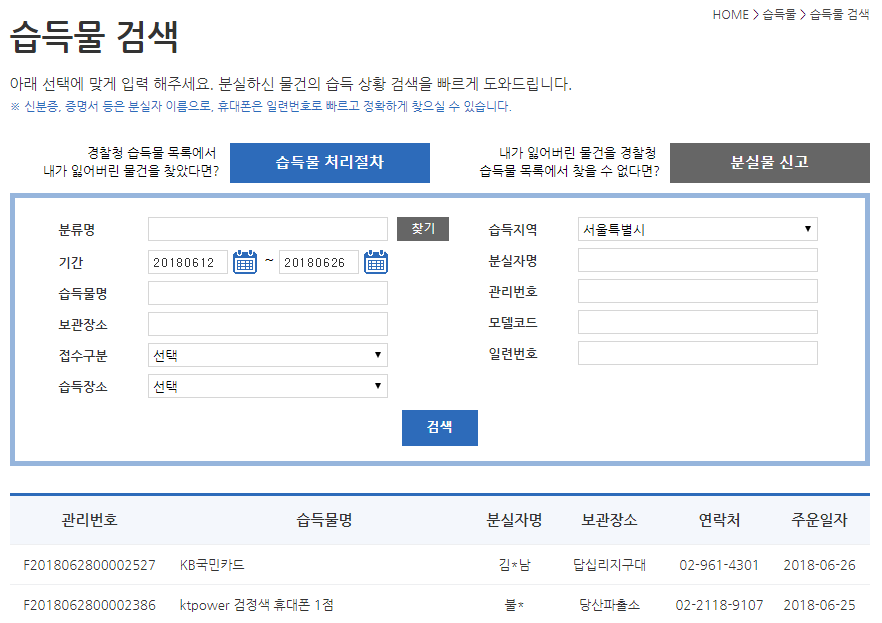 HOME > 습득물 > 습득물 검색
습득물 검색
아래 선택에 맞게 입력 해주세요. 분실하신 물건의 습득 상황 검색을 빠르게 도와드립니다.
※ 신분증, 증명서 등은 분실자 이름으로, 휴대폰은 일련번호로 빠르고 정확하게 찾으실 수 있습니다.
경찰청 습득물 목록에서
내가 잃어버린 물건을 찾았다면?
습득물 처리절차
내가 잃어버린 물건을 경찰청
습득물 목록에서 찾을 수 없다면?
분실물 신고
분류명 찾기
기간 20180612 ~ 20180626
습득물명
보관장소
접수구분 선택
습득장소 선택
습득지역 서울특별시
분실자명
관리번호
모델코드
일련번호
검색
관리번호 습득물명 분실자명 보관장소 연락처 주운일자
F2018062800002527 KB국민카드 김*남 답십리지구대 02-961-4301 2018-06-26
F2018062800002386 ktpower 검정색 휴대폰 1점 불* 당산파출소 02-2118-9107 2018-06-25